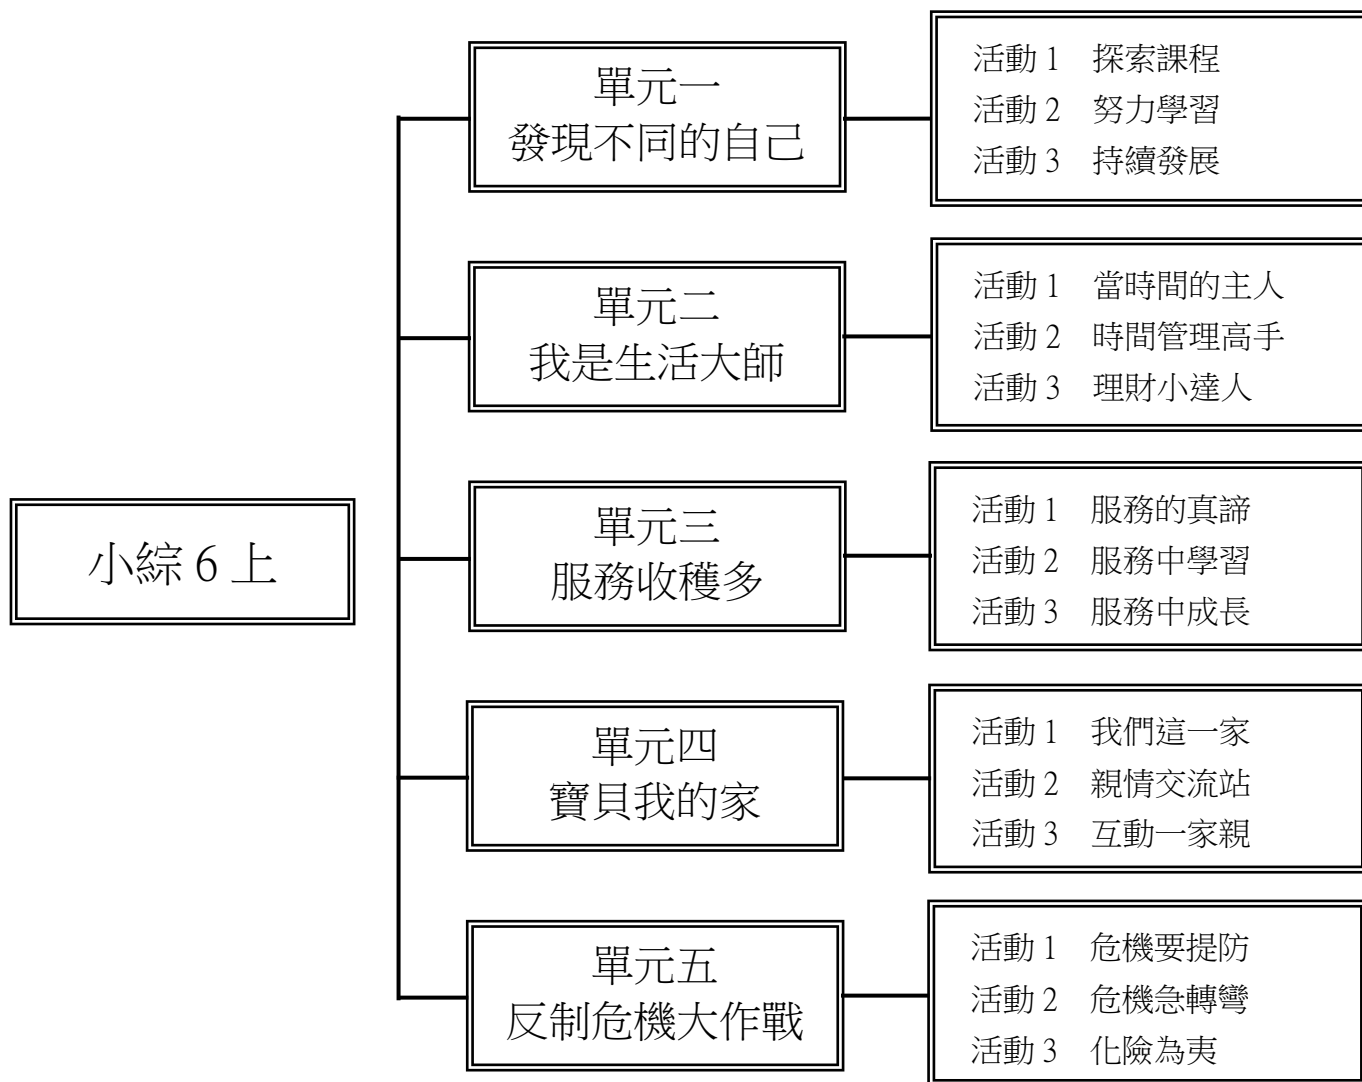 小綜 6 上
單元一
發現不同的自己
活動 1　探索課程
活動 2　努力學習
活動 3　持續發展
單元二
我是生活大師
活動 1　當時間的主人
活動 2　時間管理高手
活動 3　理財小達人
單元三
服務收穫多
活動 1　服務的真諦
活動 2　服務中學習
活動 3　服務中成長
單元四
寶貝我的家
活動 1　我們這一家
活動 2　親情交流站
活動 3　互動一家親
單元五
反制危機大作戰
活動 1　危機要提防
活動 2　危機急轉彎
活動 3　化險為夷